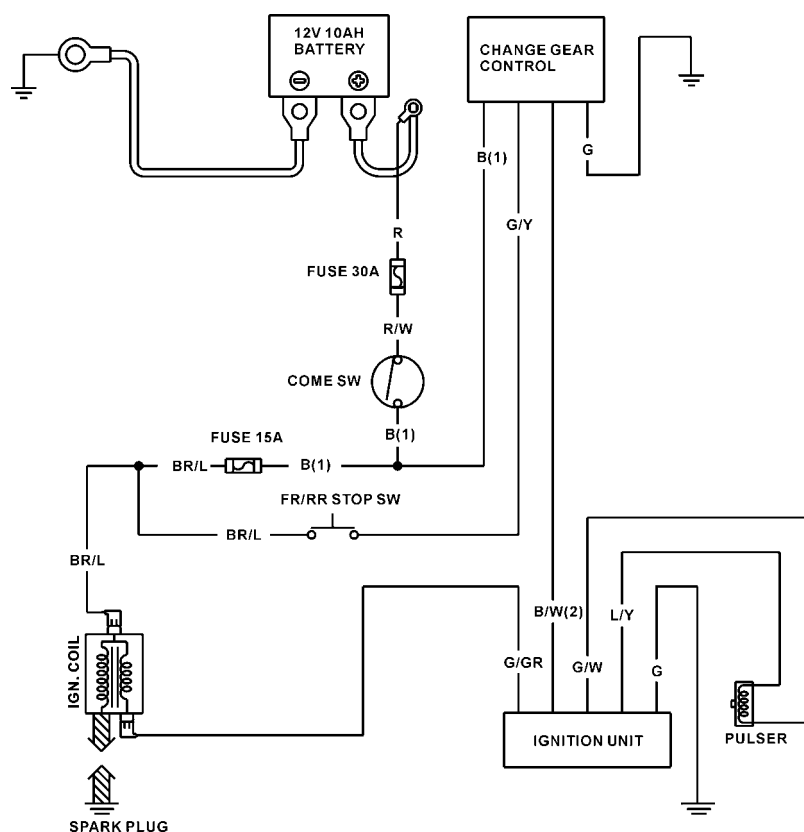 12V 10AH
BATTERY
CHANGE GEAR
CONTROL
G
B(1)
G/Y
R
FUSE 30A
R/W
COME SW
B(1)
FUSE 15A
BR/L
B(1)
FR/RR STOP SW
BR/L
BR/L
B/W(2)
L/Y
G/GR
G/W
G
IGN. COIL
IGNITION UNIT
PULSER
SPARK PLUG